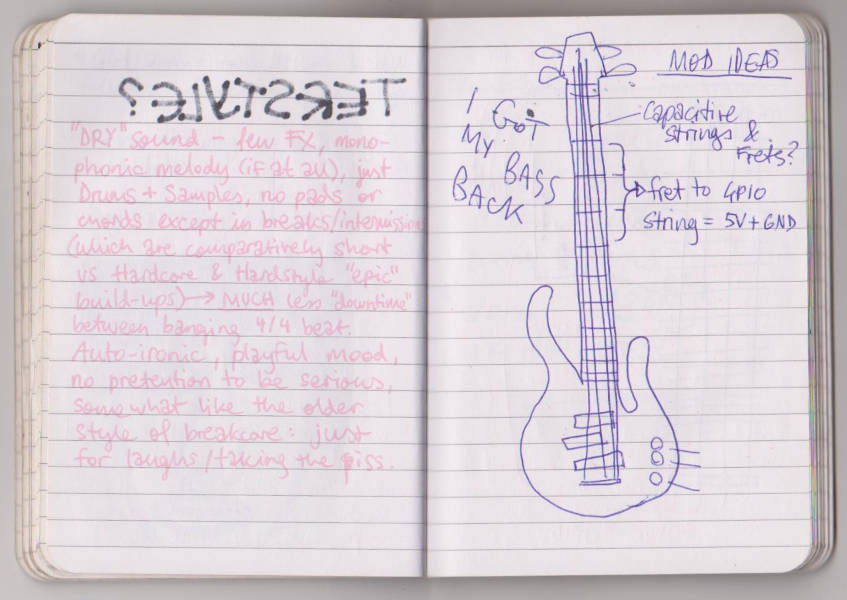 TEKSTYLE?
"DRY" sound – few FX, mono-
phonic melody (if at all), just
Drums + Samples, no pads or
chords except in breaks/intermissions
(which are comparatively short
vs Hardcore & Hardstyle "epic"
build-ups) → MUCH less "downtime"
between banging 4/4 beat.
Auto-ironic, playful mood,
no pretention to be serious,
somewhat like the older
style of breakcore: just
for laughs/taking the piss.
MOD IDEAS
I GOT
MY BASS
BACK
Capacitive
strings &
Frets?
fret to GPIO
string = 5V + GND